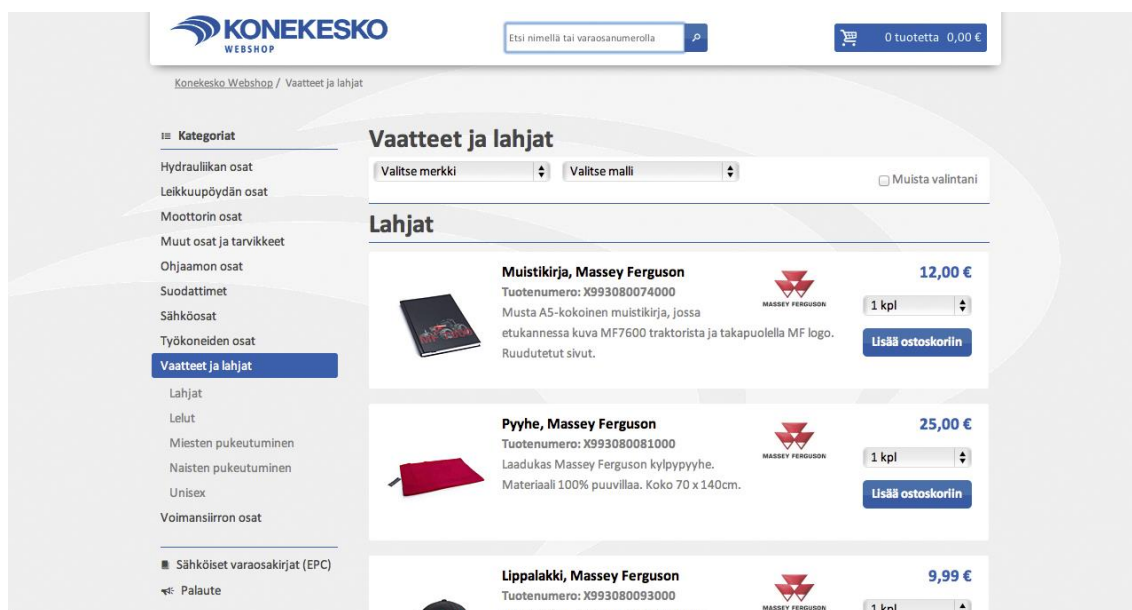 KONEKESKO
WEBSHOP
Etsi nimellä tai varaosanumerolla
0 tuotetta 0,00 €
Konekesko Webshop / Vaatteet ja lahjat
Kategoriat
Hydrauliikan osat
Leikkuupöydän osat
Moottorin osat
Muut osat ja tarvikkeet
Ohjaamon osat
Suodattimet
Sähköosat
Työkoneiden osat
Vaatteet ja lahjat
Lahjat
Lelut
Miesten pukeutuminen
Naisten pukeutuminen
Unisex
Voimansiirron osat
Sähköiset varaosakirjat (EPC)
Palaute
Vaatteet ja lahjat
Valitse merkki
Valitse malli
Muista valintani
Lahjat
Muistikirja, Massey Ferguson
Tuotenumero: X993080074000
Musta A5-kokoinen muistikirja, jossa
etukannessa kuva MF7600 traktorista ja takapuolella MF logo.
Ruudutetut sivut.
MASSEY FERGUSON
12,00 €
1 kpl
Lisää ostoskoriin
Pyyhe, Massey Ferguson
Tuotenumero: X993080081000
Laadukas Massey Ferguson kylpypyyhe.
Materiaali 100% puuvillaa. Koko 70 x 140cm.
MASSEY FERGUSON
25,00 €
1 kpl
Lisää ostoskoriin
Lippalakki, Massey Ferguson
Tuotenumero: X993080093000
MASSEY FERGUSON
9,99 €
1 kpl